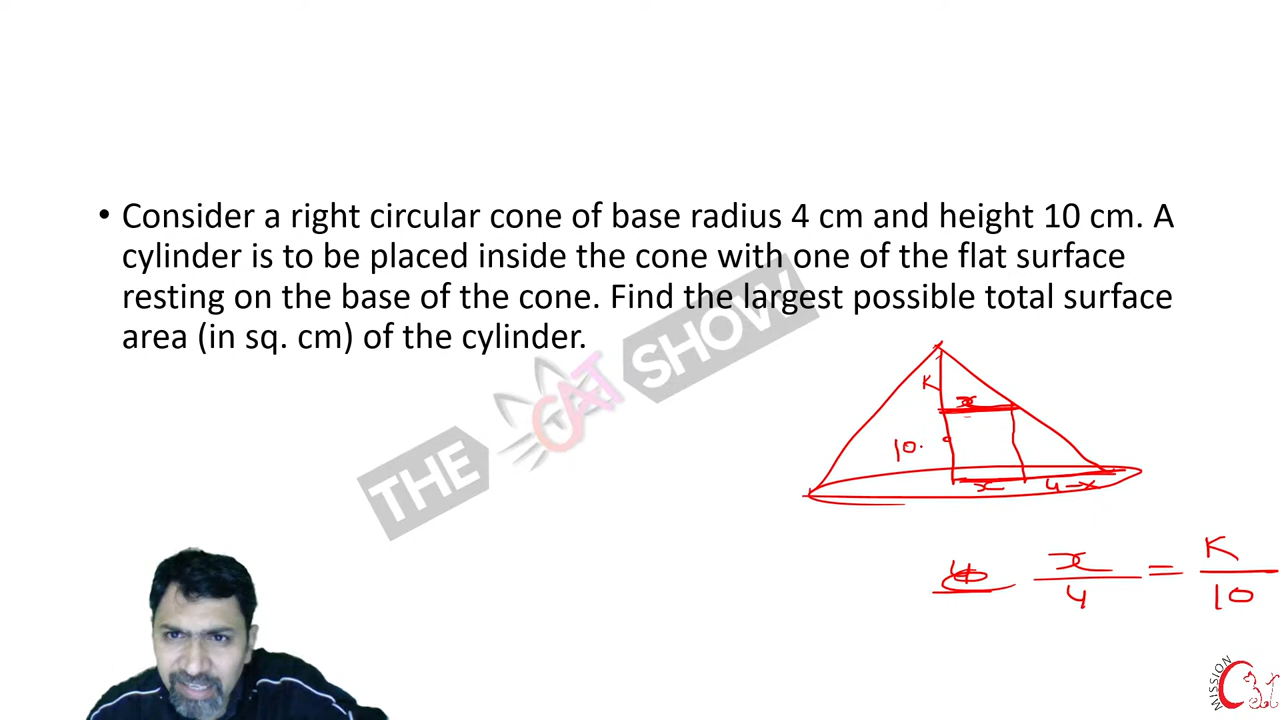 • Consider a right circular cone of base radius 4 cm and height 10 cm. A
cylinder is to be placed inside the cone with one of the flat surface
resting on the base of the cone. Find the largest possible total surface
area (in sq. cm) of the cylinder.
THE CAT SHOW
K
x
10
x 4-x
x/4 = K/10
MISSION